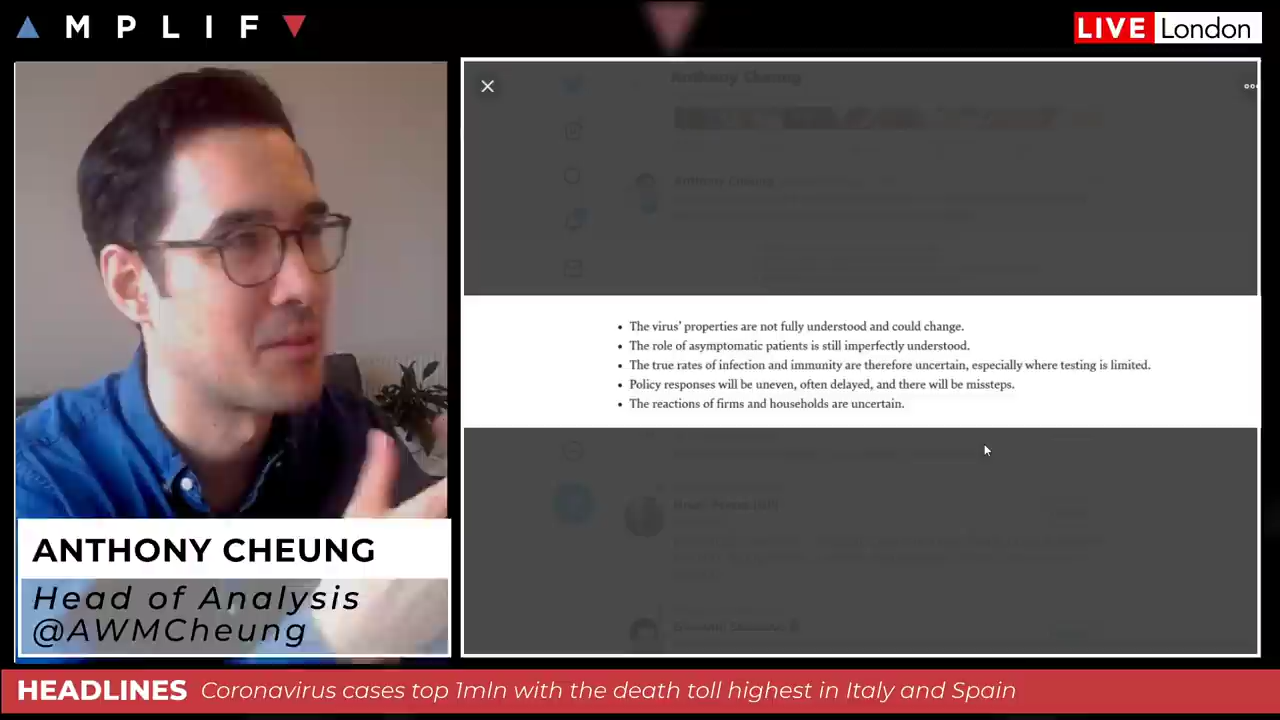 ▲ M P L I F ▼
LIVE London
Anthony Cheung
Anthony Cheung
• The virus' properties are not fully understood and could change.
• The role of asymptomatic patients is still imperfectly understood.
• The true rates of infection and immunity are therefore uncertain, especially where testing is limited.
• Policy responses will be uneven, often delayed, and there will be missteps.
• The reactions of firms and households are uncertain.
ANTHONY CHEUNG
Head of Analysis
@AWMCheung
HEADLINES Coronavirus cases top 1mln with the death toll highest in Italy and Spain